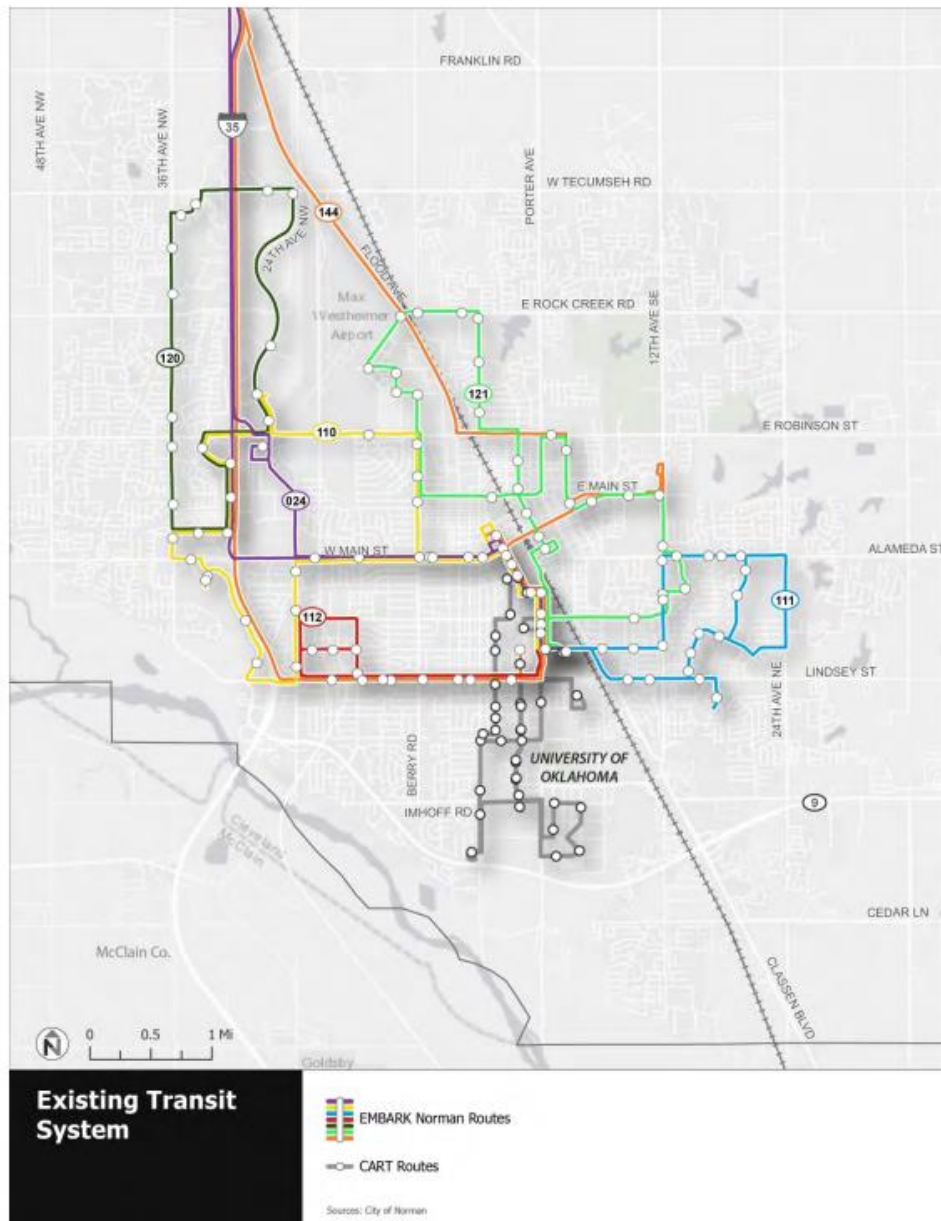 FRANKLIN RD
48TH AVE NW
36TH AVE NW
35
PORTER AVE
W TECUMSEH RD
144
24TH AVE NW
FLOOD AVE
Max
Westheimer
Airport
E ROCK CREEK RD
12TH AVE SE
120
121
110
E ROBINSON ST
024
E MAIN ST
W MAIN ST
ALAMEDA ST
112
111
LINDSEY ST
24TH AVE NE
BERRY RD
UNIVERSITY OF
OKLAHOMA
IMHOFF RD
9
Cleveland
McClain
CEDAR LN
McClain Co.
CLASSEN BLVD
N
0 0.5 1 Mi
Goldsby
Existing Transit
System
EMBARK Norman Routes
CART Routes
Sources: City of Norman